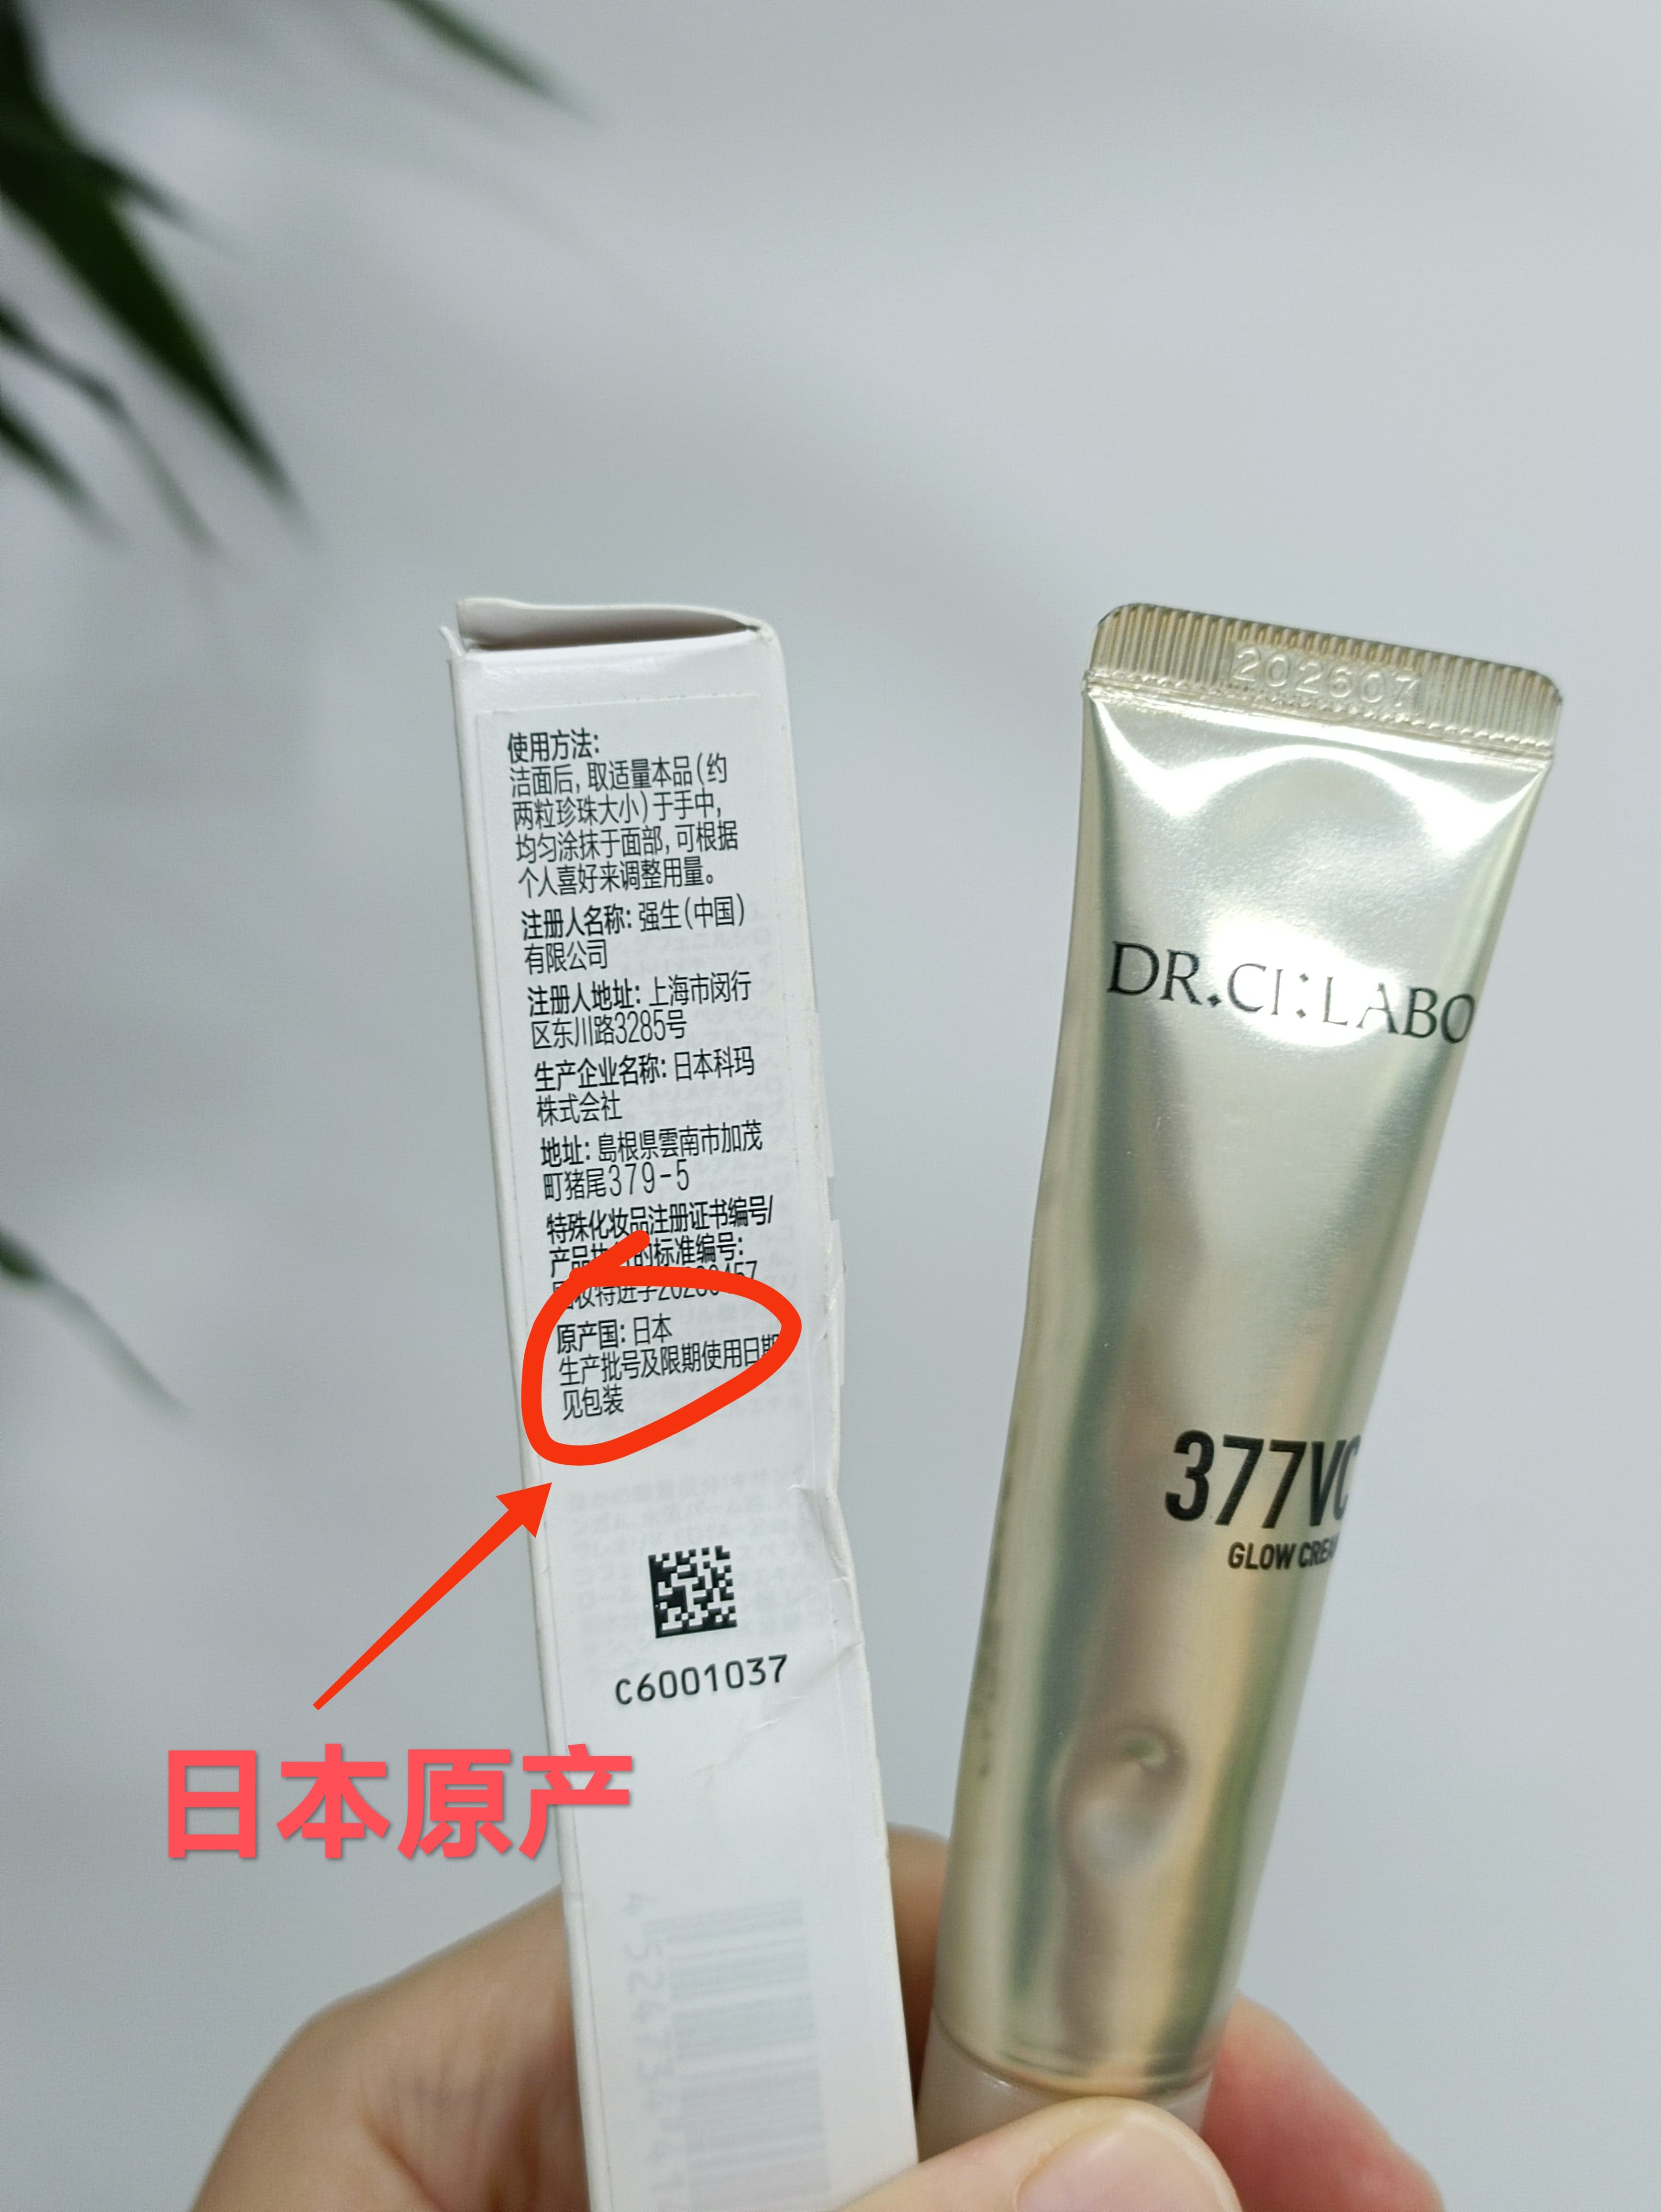 使用方法:
洁面后, 取适量本品(约
两粒珍珠大小)于手中,
均匀涂抹于面部, 可根据
个人喜好来调整用量。
注册人名称: 强生(中国)
有限公司
注册人地址: 上海市闵行
区东川路3285号
生产企业名称: 日本科玛
株式会社
地址: 島根県雲南市加茂
町猪尾379-5
特殊化妆品注册证书编号/
的标准编号:
原产国: 日本
生产批号及限期使用日期
见包装
C6001037
日本原产
202607
DR.CI:LABO
377VC
GLOW CREAM